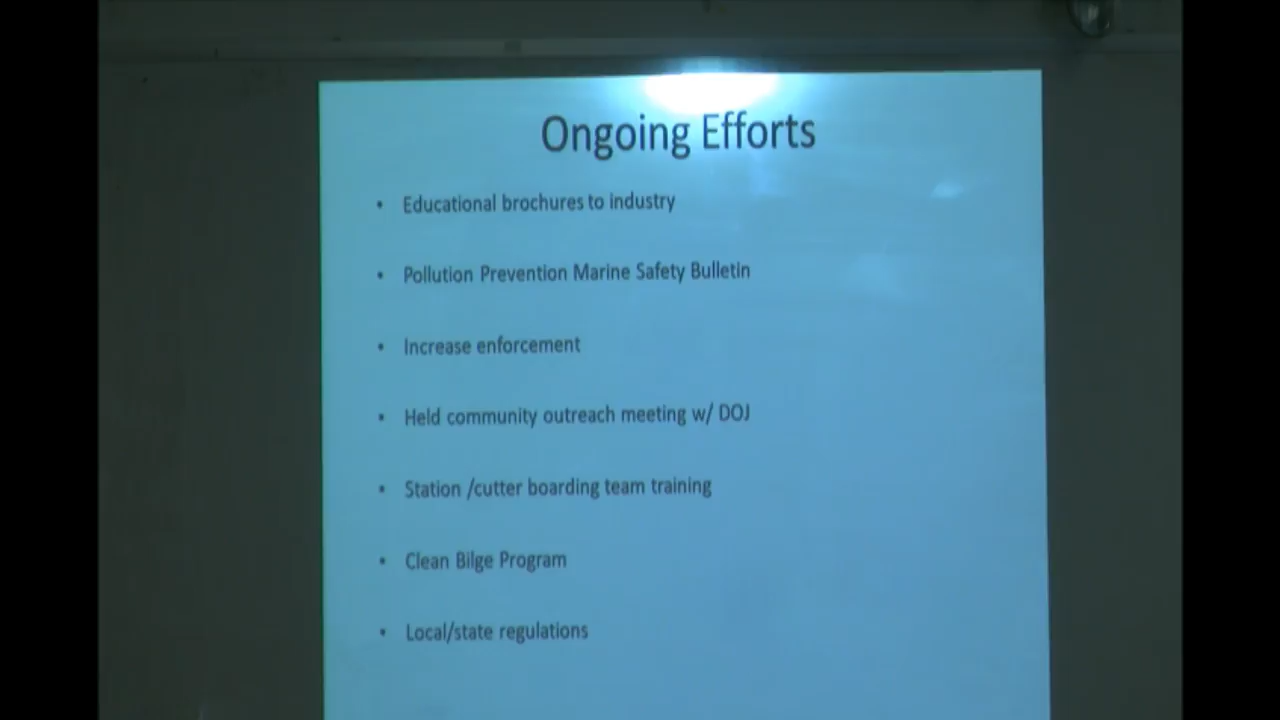 Ongoing Efforts
• Educational brochures to industry
• Pollution Prevention Marine Safety Bulletin
• Increase enforcement
• Held community outreach meeting w/ DOJ
• Station /cutter boarding team training
• Clean Bilge Program
• Local/state regulations